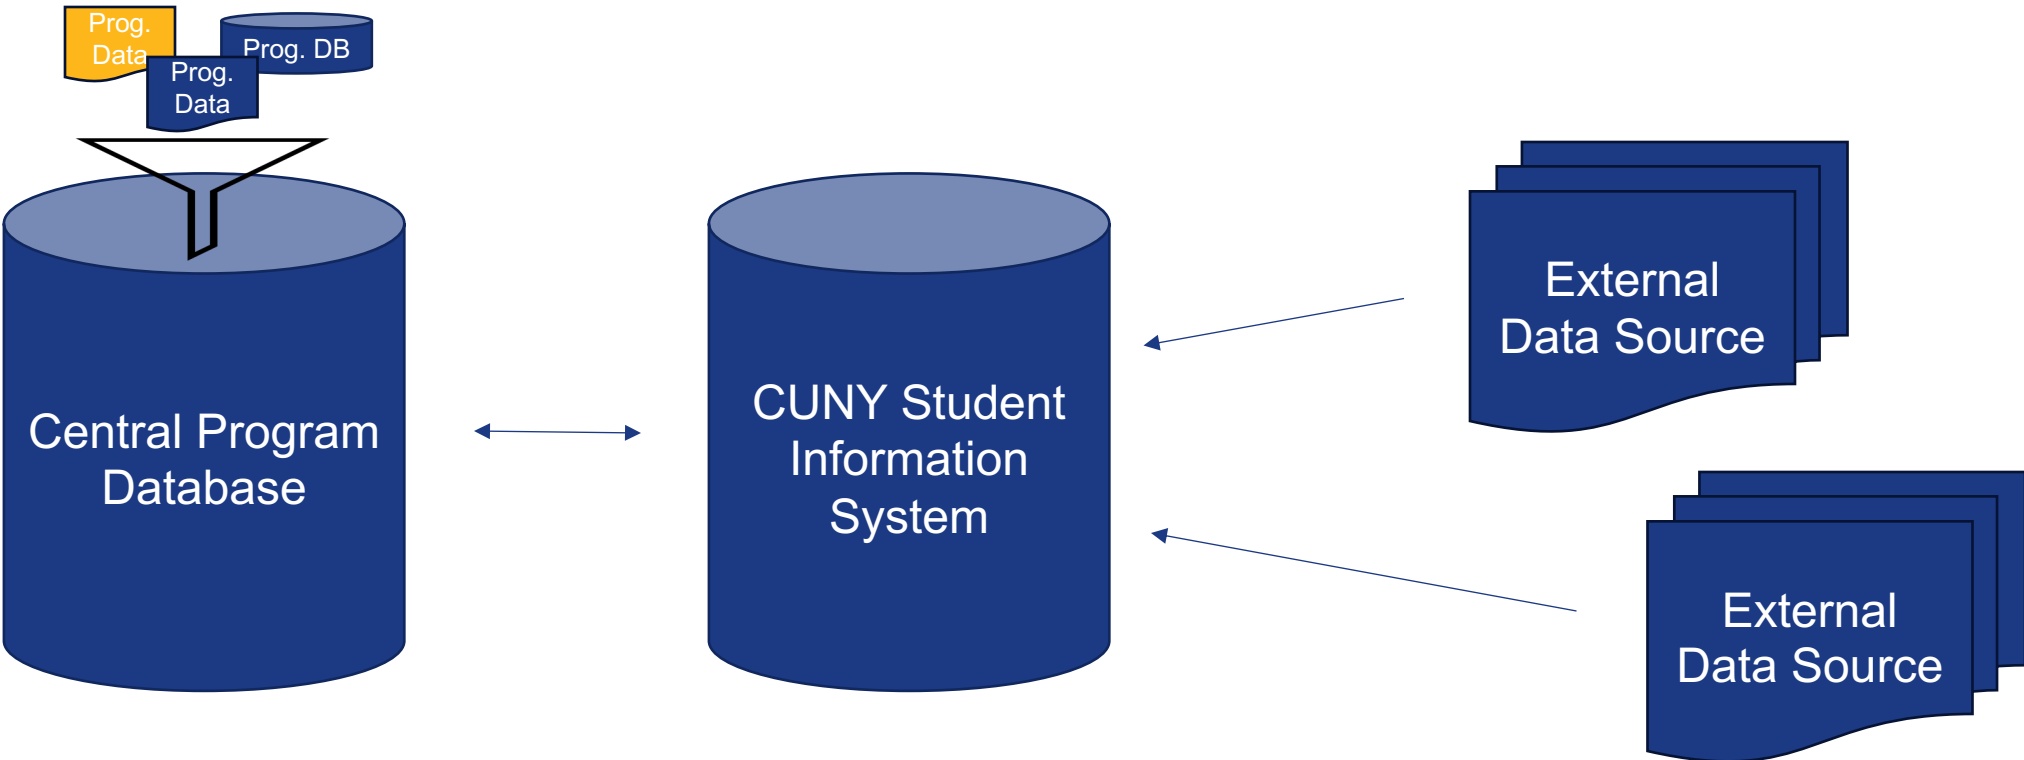 Prog.
Data
Prog. DB
Prog.
Data
Central Program
Database
CUNY Student
Information
System
External
Data Source
External
Data Source